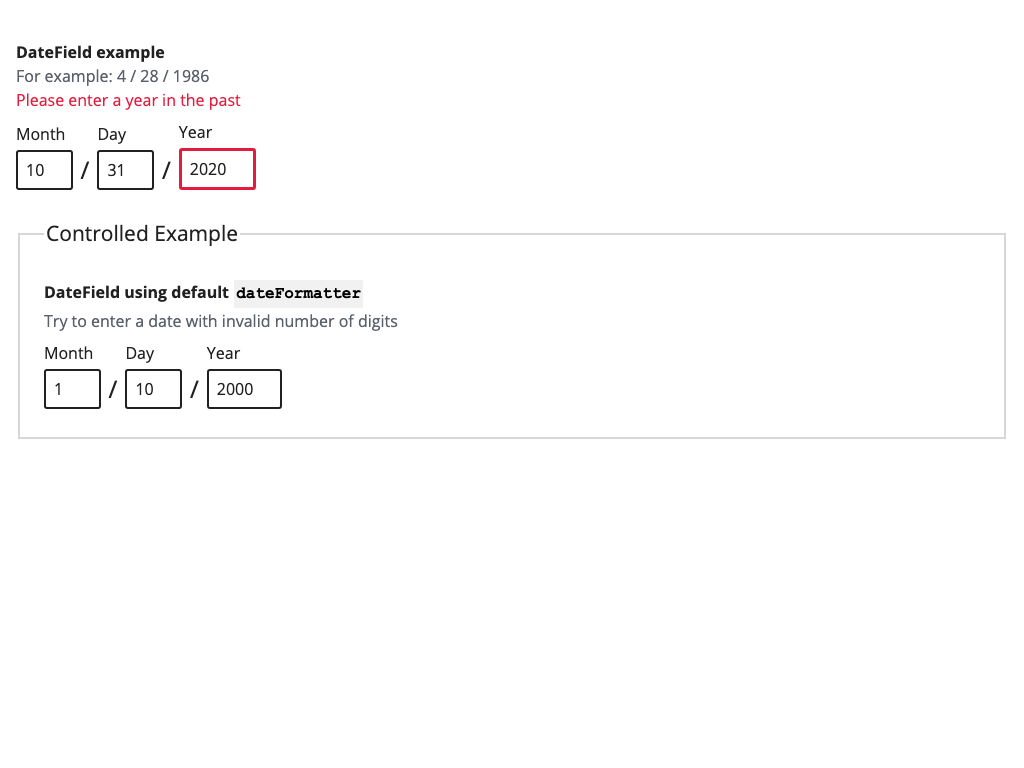 DateField example
For example: 4 / 28 / 1986
Please enter a year in the past
Month Day Year
10 / 31 / 2020
Controlled Example
DateField using default dateFormatter
Try to enter a date with invalid number of digits
Month Day Year
1 / 10 / 2000